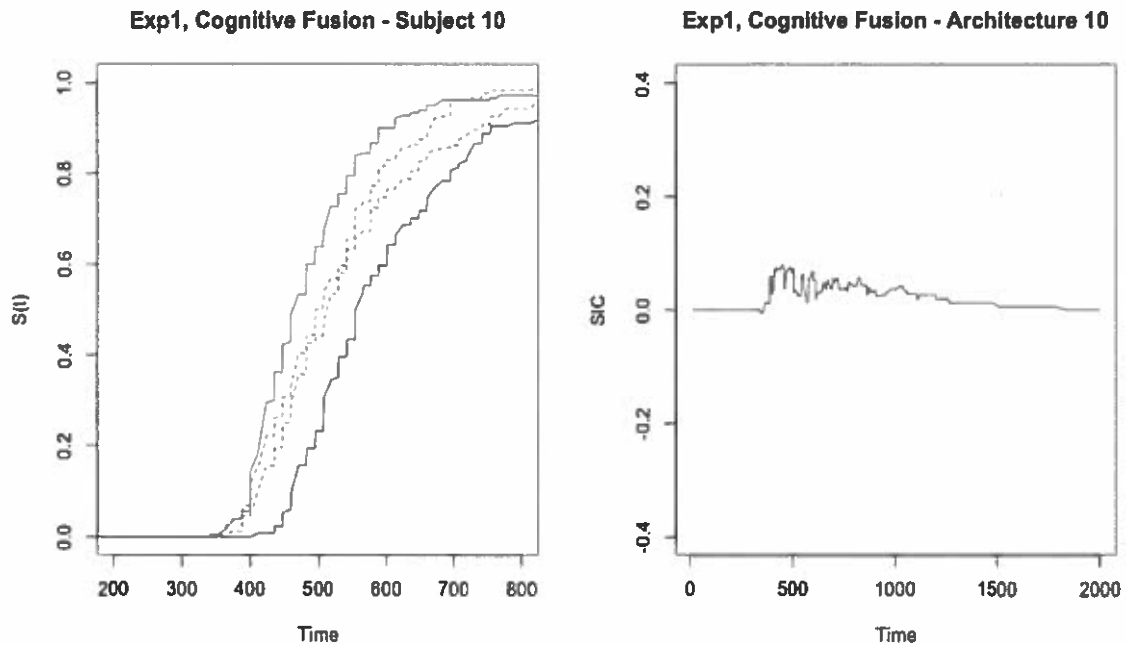 Exp1, Cognitive Fusion - Subject 10
S(t)
1.0
0.8
0.6
0.4
0.2
0.0
200 300 400 500 600 700 800
Time
Exp1, Cognitive Fusion - Architecture 10
SIC
0.4
0.2
0.0
-0.2
-0.4
0 500 1000 1500 2000
Time